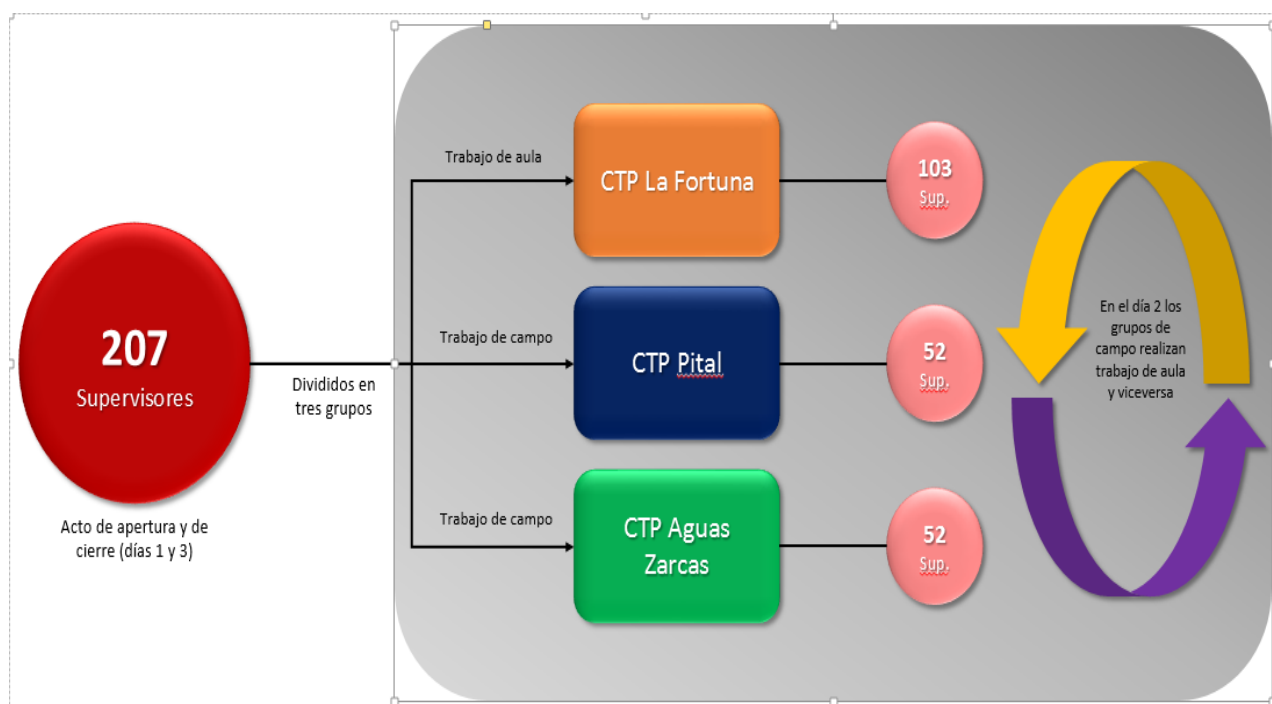 207
Supervisores
Acto de apertura y de
cierre (días 1 y 3)
Divididos en
tres grupos
Trabajo de aula
CTP La Fortuna
103
Sup.
Trabajo de campo
CTP Pital
52
Sup.
Trabajo de campo
CTP Aguas
Zarcas
52
Sup.
En el día 2 los
grupos de
campo realizan
trabajo de aula
y viceversa